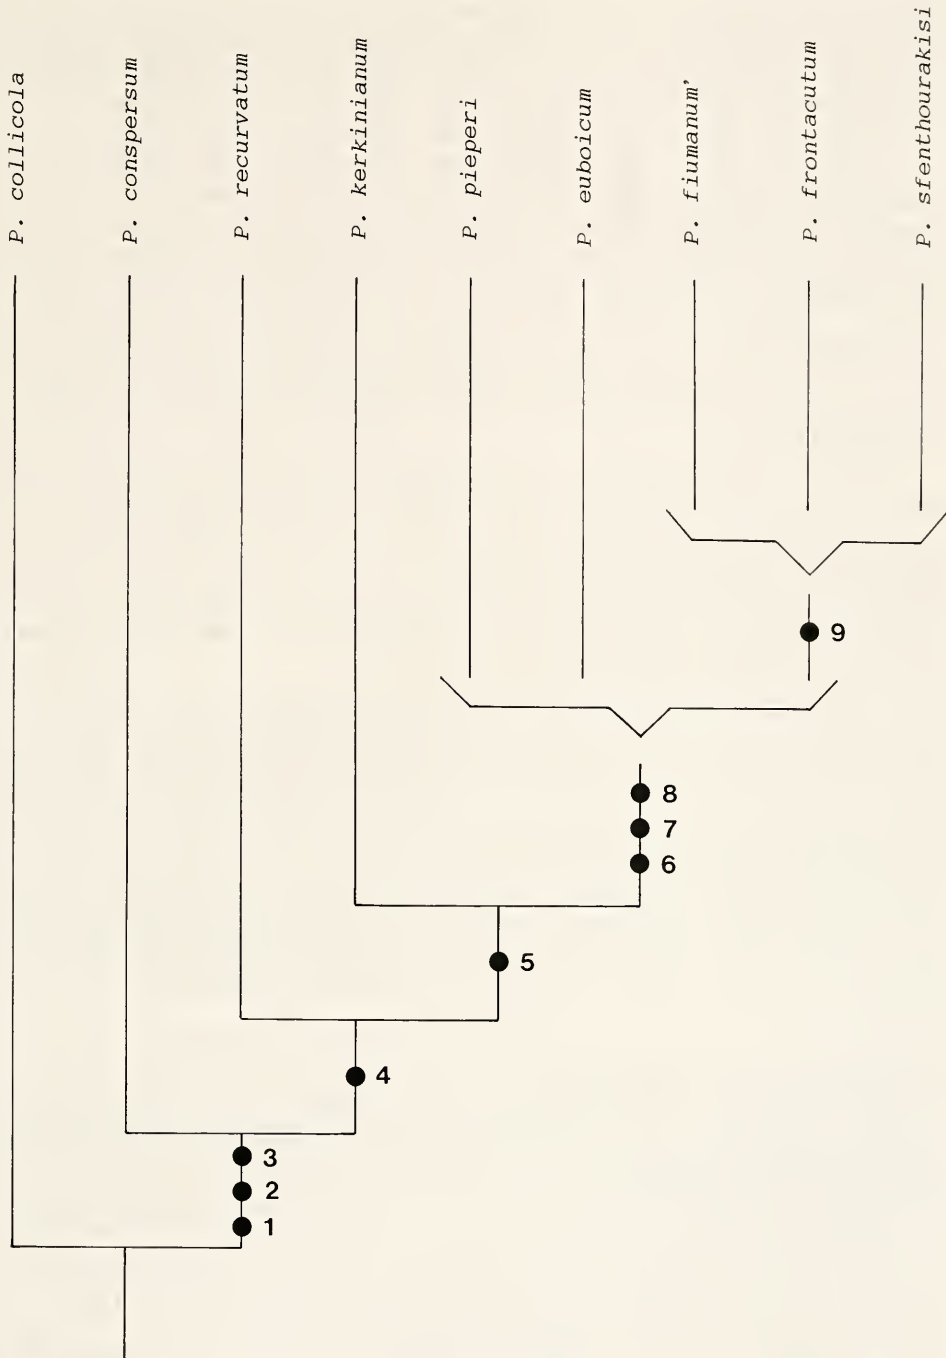 P. collicola
P. conspersum
P. recurvatum
P. kerkinianum
P. pieperi
P. euboicum
P. fiumanum'
P. frontacutum
P. sfenthourakisi
9
8
7
6
5
4
3
2
1